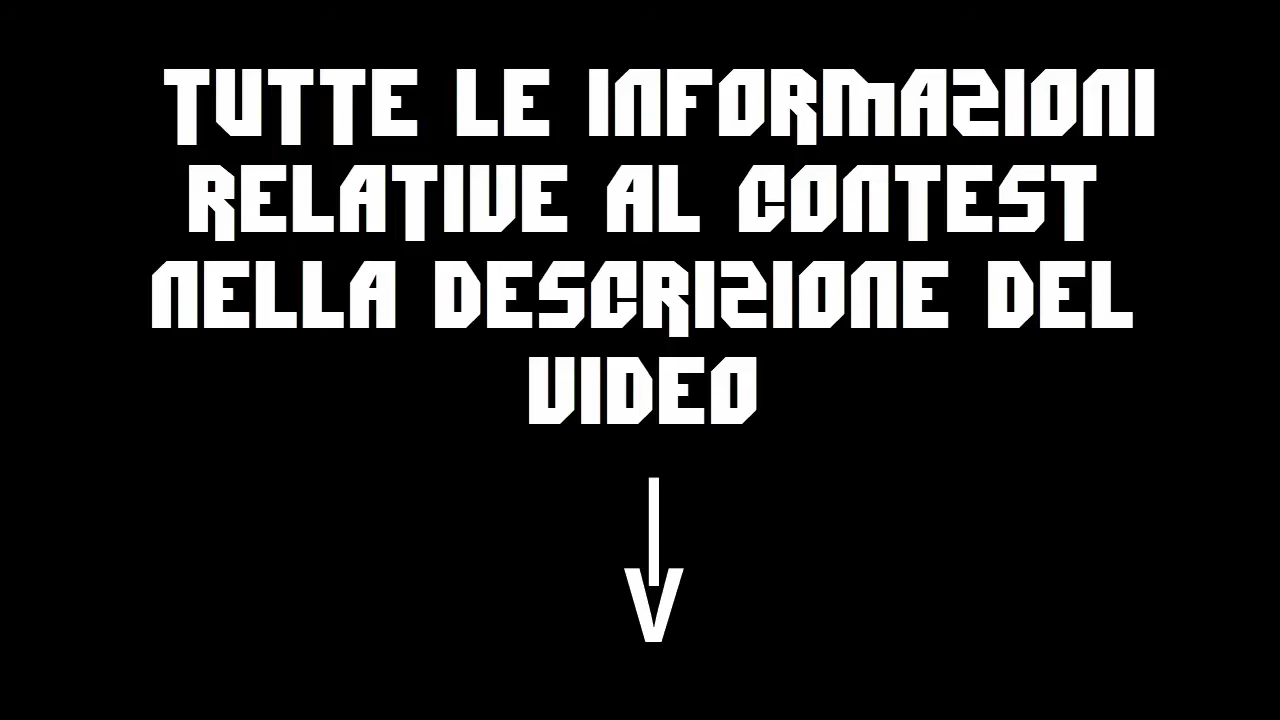 TUTTE LE INFORMAZIONI
RELATIVE AL CONTEST
NELLA DESCRIZIONE DEL
VIDEO
|
V